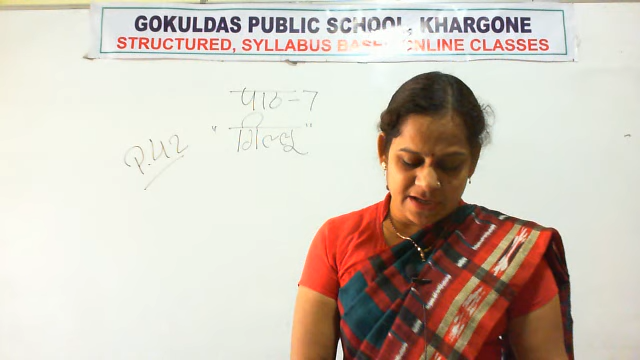 GOKULDAS PUBLIC SCHOOL, KHARGONE
STRUCTURED, SYLLABUS BASED ONLINE CLASSES
पाठ-7
"गिल्लू"
P.42